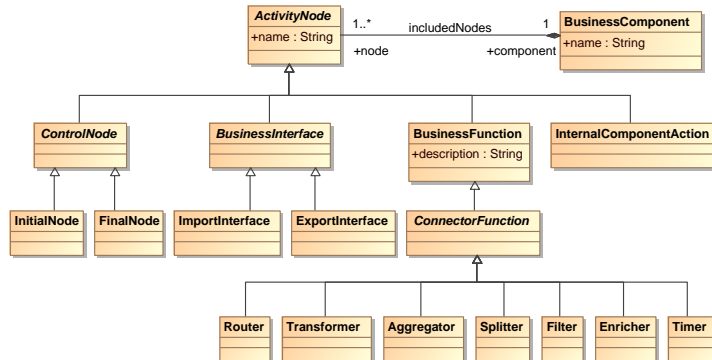 ActivityNode
+name : String
1..*
includedNodes
1
+node
+component
BusinessComponent
+name : String
ControlNode
BusinessInterface
BusinessFunction
+description : String
InternalComponentAction
InitialNode
FinalNode
ImportInterface
ExportInterface
ConnectorFunction
Router
Transformer
Aggregator
Splitter
Filter
Enricher
Timer